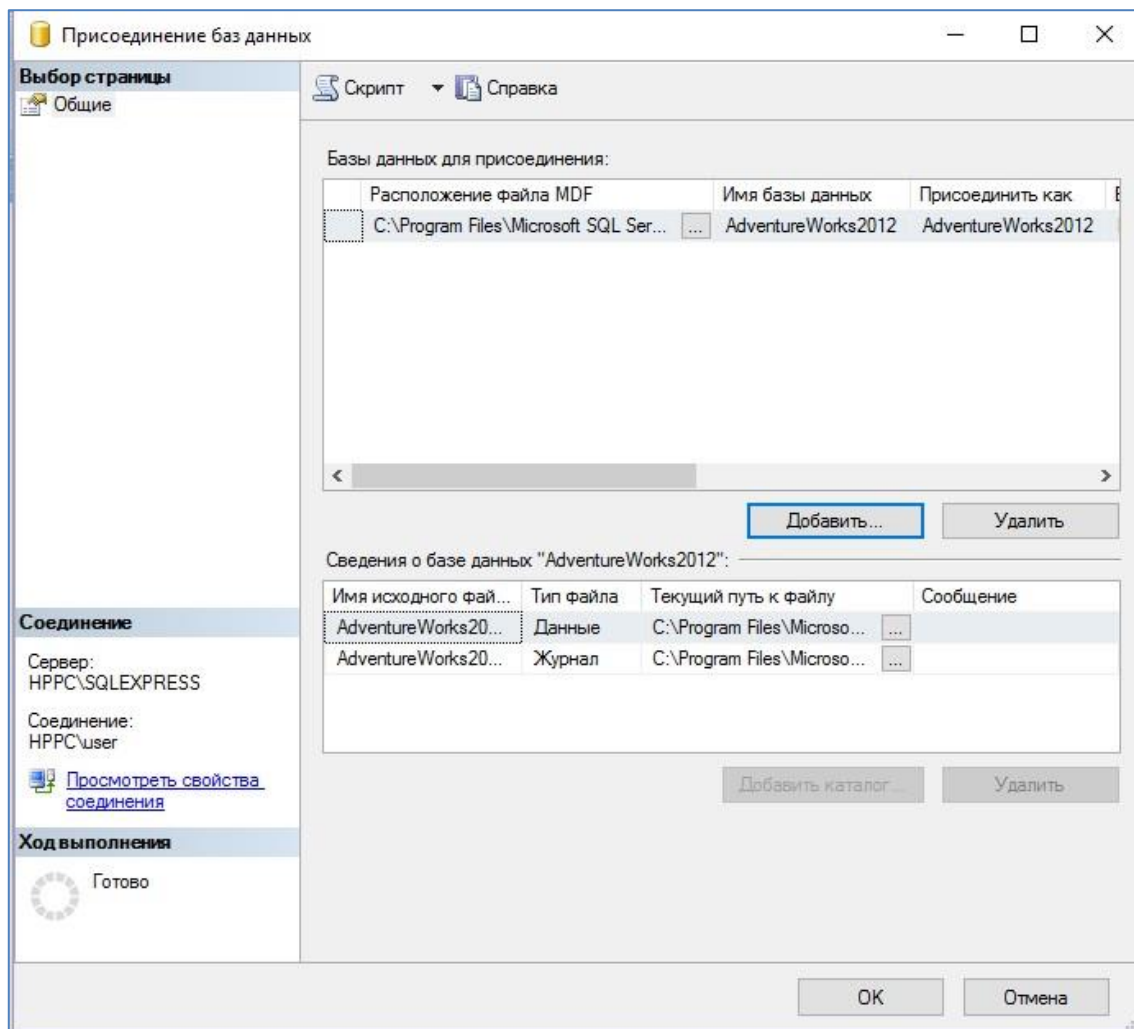 Присоединение баз данных
Выбор страницы
Общие
Скрипт Справка
Базы данных для присоединения:
Расположение файла MDF Имя базы данных Присоединить как
C:\Program Files\Microsoft SQL Ser... ... AdventureWorks2012 AdventureWorks2012
Добавить... Удалить
Сведения о базе данных "AdventureWorks2012":
Имя исходного фай... Тип файла Текущий путь к файлу Сообщение
AdventureWorks20... Данные C:\Program Files\Microso... ...
AdventureWorks20... Журнал C:\Program Files\Microso... ...
Добавить каталог... Удалить
Соединение
Сервер:
HPPC\SQLEXPRESS
Соединение:
HPPC\user
Просмотреть свойства
соединения
Ход выполнения
Готово
OK Отмена